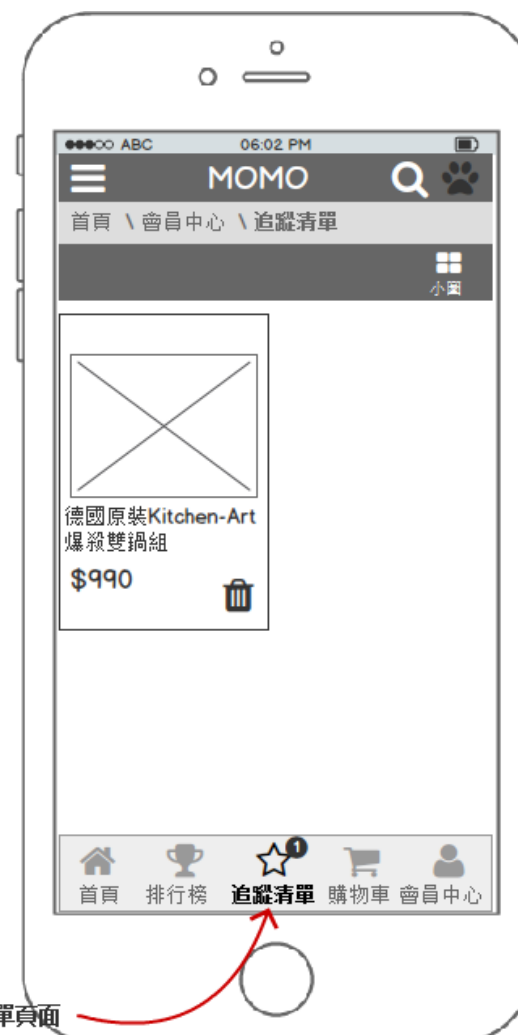 ABC 06:02 PM
MOMO
首頁 \ 會員中心 \ 追蹤清單
小圖
德國原裝Kitchen-Art
爆殺雙鍋組
$990
1
首頁 排行榜 追蹤清單 購物車 會員中心
單頁面